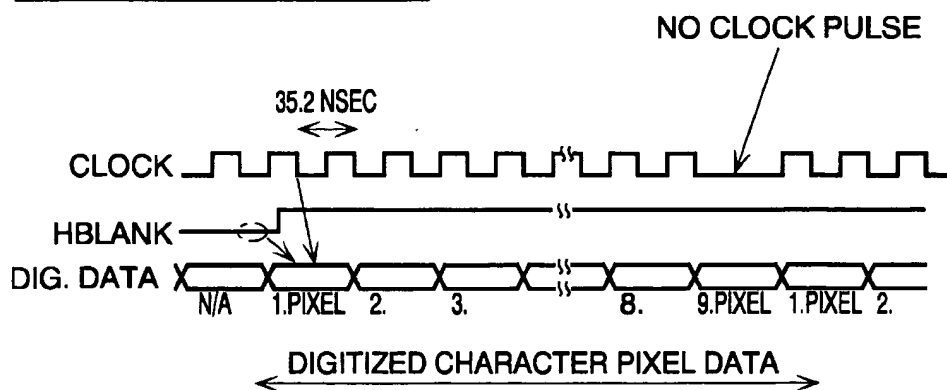 NO CLOCK PULSE
35.2 NSEC
CLOCK
HBLANK
DIG. DATA
N/A 1.PIXEL 2. 3. 8. 9.PIXEL 1.PIXEL 2.
DIGITIZED CHARACTER PIXEL DATA